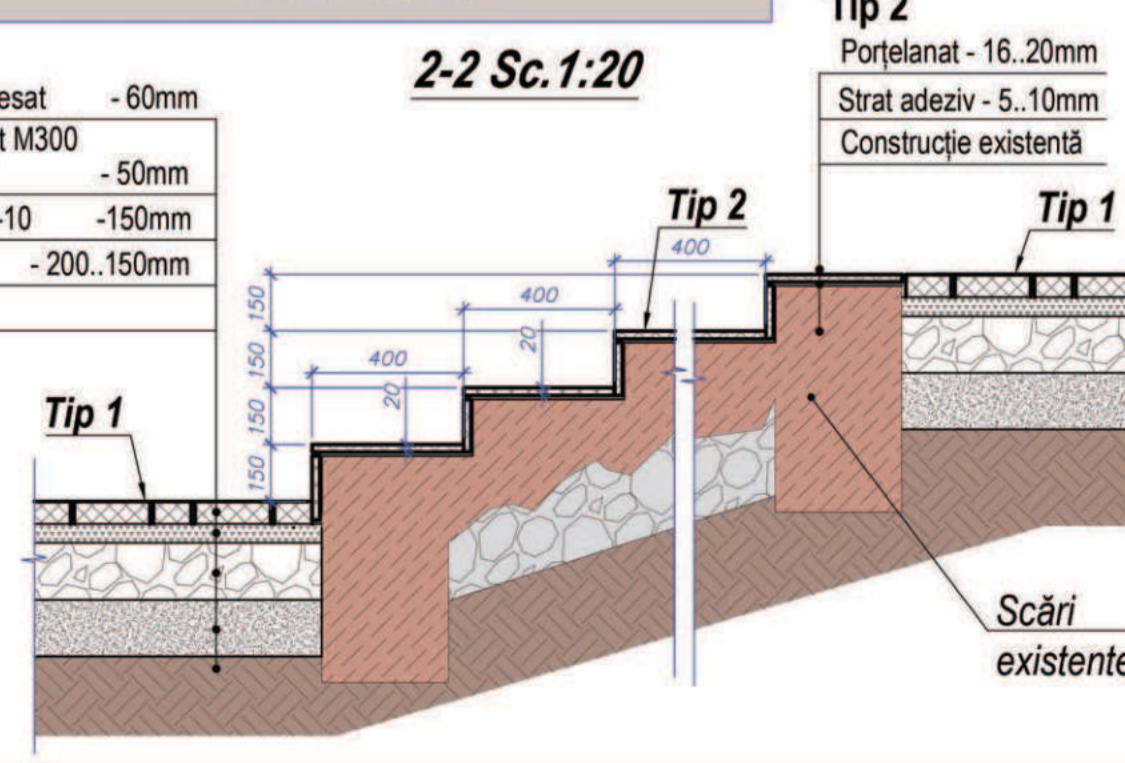 Tip 2
2-2 Sc.1:20
Porțelanat - 16..20mm
Strat adeziv - 5..10mm
Construcție existentă
esat - 60mm
t M300
- 50mm
-10 -150mm
- 200..150mm
Tip 2
Tip 1
400
400
400
150
150
150
150
20
20
Tip 1
Scări
existente